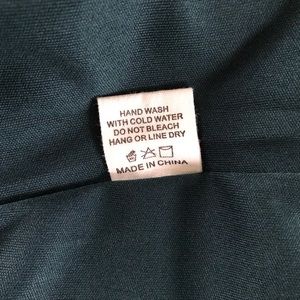 HAND WASH
WITH COLD WATER
DO NOT BLEACH
HANG OR LINE DRY
MADE IN CHINA